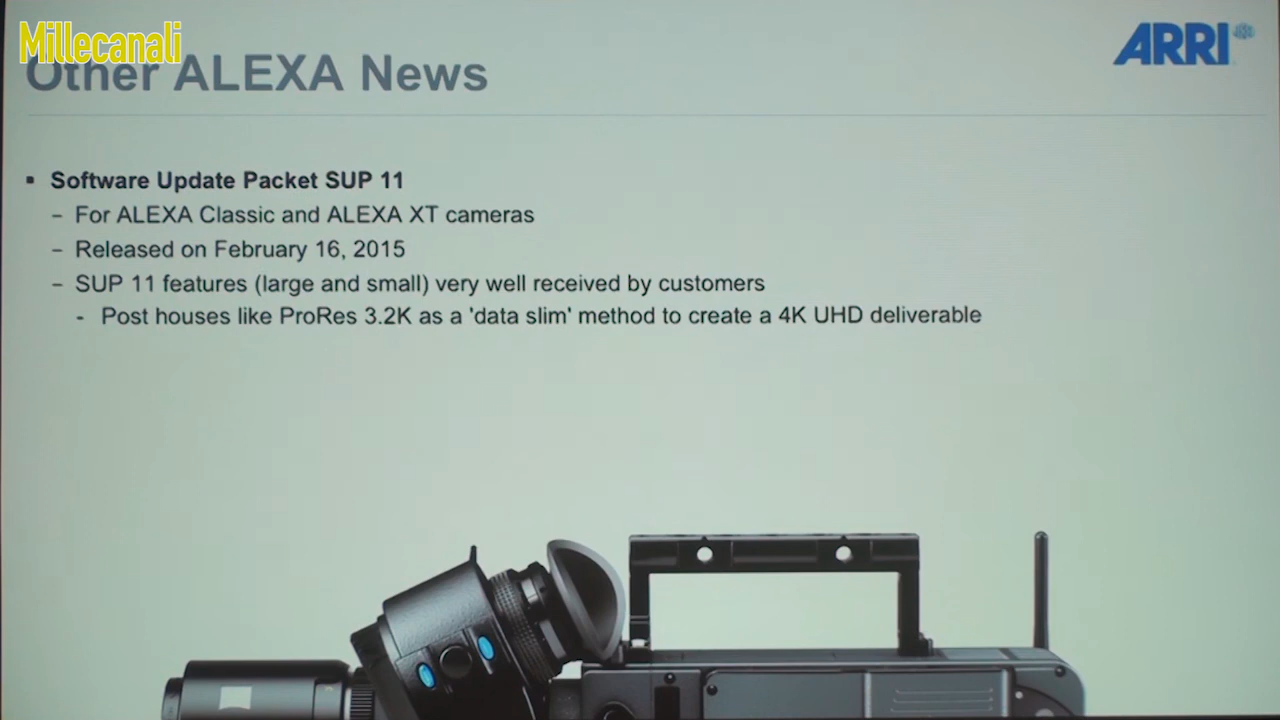 Millecanali
ARRI
Other ALEXA News
▪ Software Update Packet SUP 11
– For ALEXA Classic and ALEXA XT cameras
– Released on February 16, 2015
– SUP 11 features (large and small) very well received by customers
- Post houses like ProRes 3.2K as a 'data slim' method to create a 4K UHD deliverable